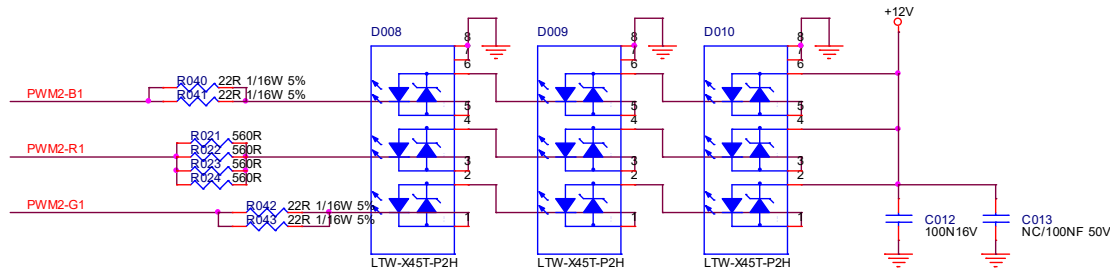 +12V
D008
D009
D010
8
7
6
8
7
6
8
7
6
R040
22R 1/16W 5%
PWM2-B1
R041
22R 1/16W 5%
5
4
5
4
5
4
R021
560R
PWM2-R1
R022
560R
R023
560R
R024
560R
3
2
3
2
3
2
PWM2-G1
R042
22R 1/16W 5%
R043
22R 1/16W 5%
1
1
1
C012
100N16V
C013
NC/100NF 50V
LTW-X45T-P2H
LTW-X45T-P2H
LTW-X45T-P2H